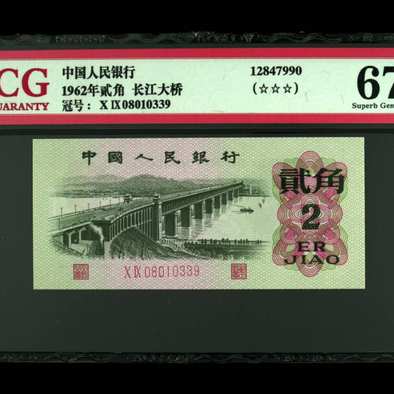 CG
UARANTY
中国人民银行
1962年贰角 长江大桥
冠号: X IX 08010339
12847990
(☆☆☆)
67
Superb Gem
中國人民銀行
貳角
2
ER
JIAO
X IX 08010339